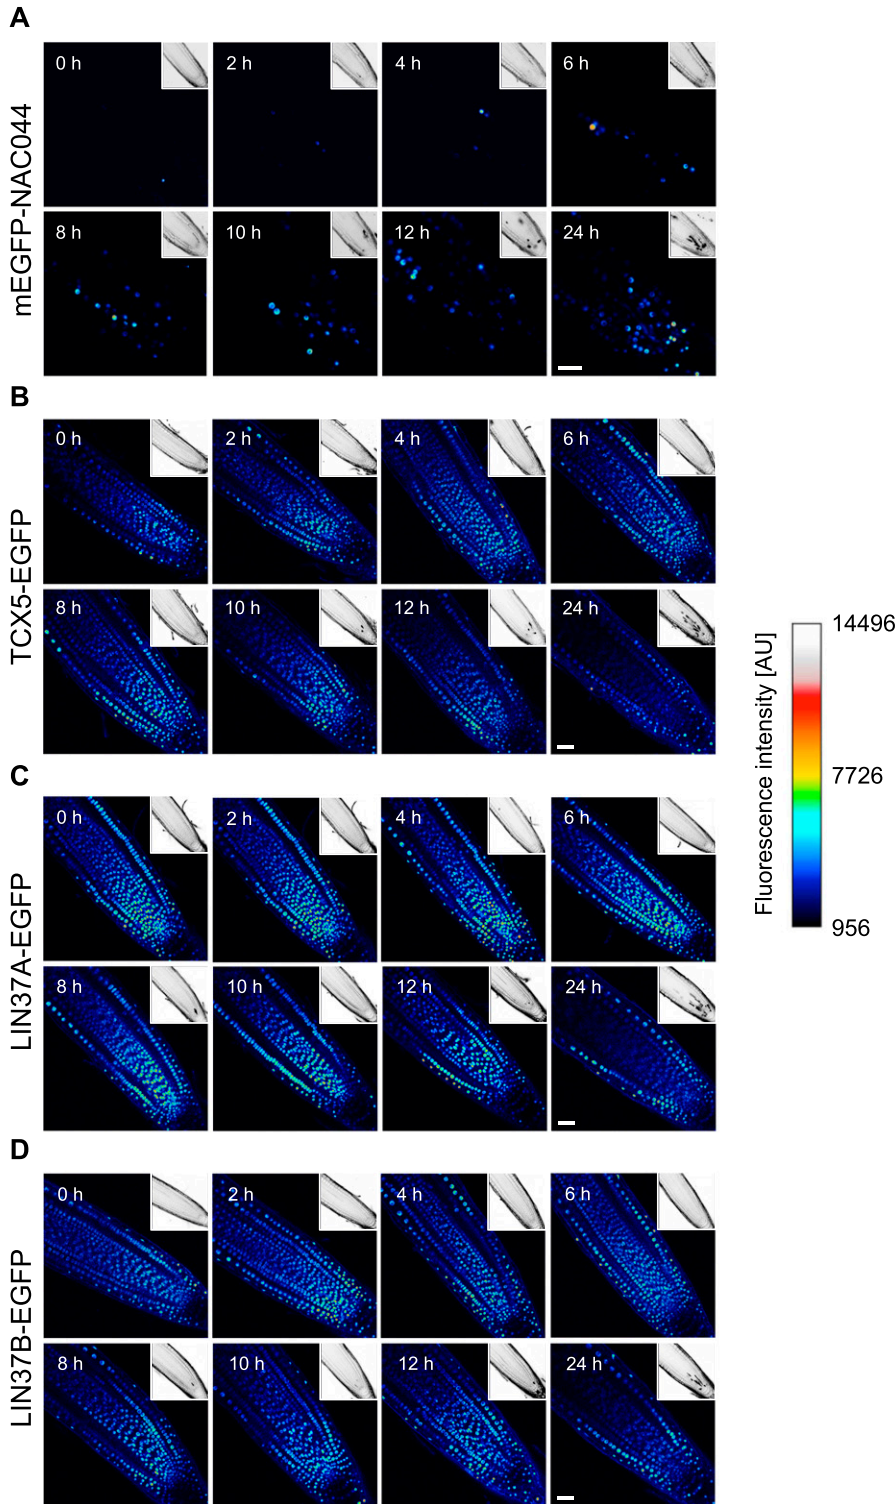 A
mEGFP-NAC044
0 h
2 h
4 h
6 h
8 h
10 h
12 h
24 h
B
TCX5-EGFP
0 h
2 h
4 h
6 h
8 h
10 h
12 h
24 h
C
LIN37A-EGFP
0 h
2 h
4 h
6 h
8 h
10 h
12 h
24 h
D
LIN37B-EGFP
0 h
2 h
4 h
6 h
8 h
10 h
12 h
24 h
Fluorescence intensity [AU]
14496
7726
956